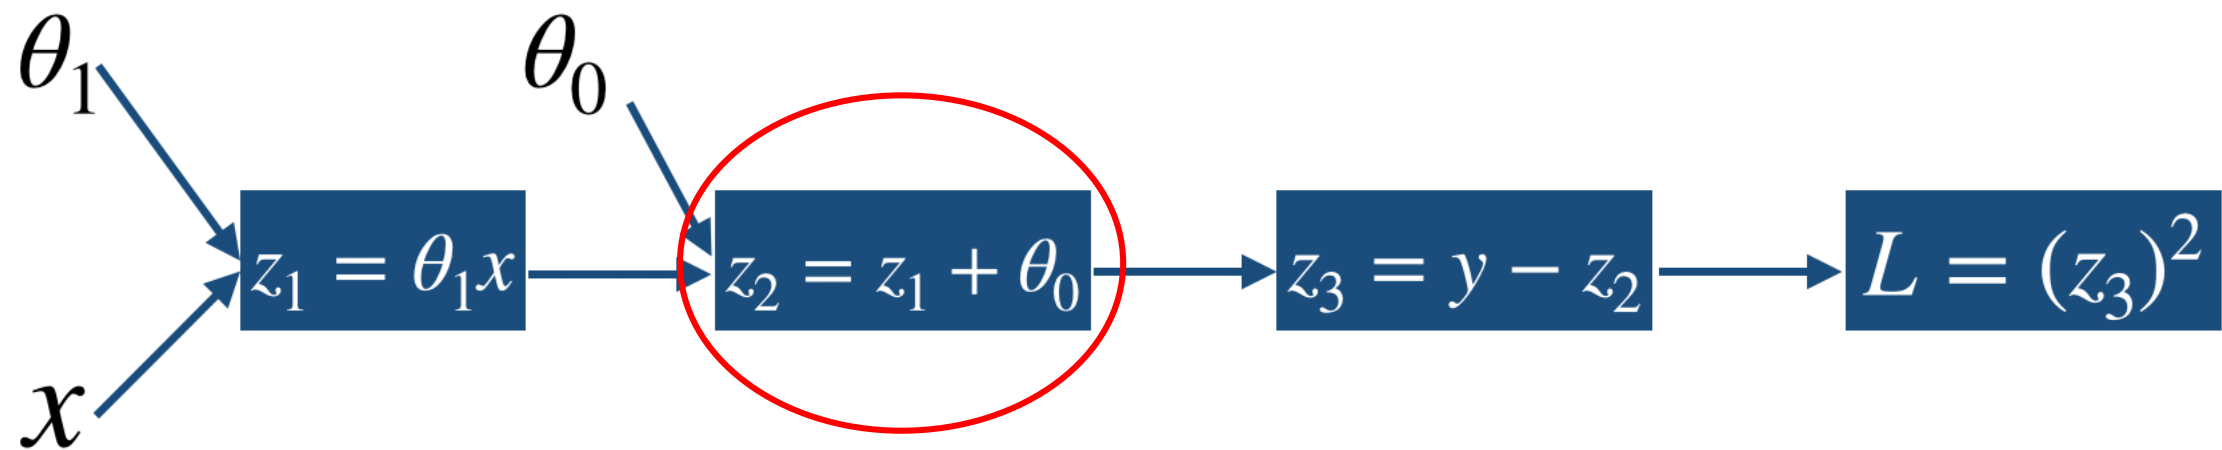 θ₁
θ₀
z₁ = θ₁x
z₂ = z₁ + θ₀
z₃ = y − z₂
L = (z₃)²
x